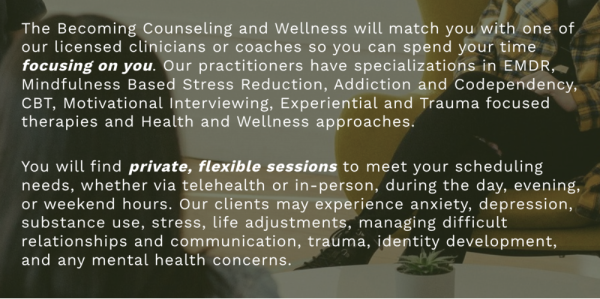 The Becoming Counseling and Wellness will match you with one of
our licensed clinicians or coaches so you can spend your time
focusing on you. Our practitioners have specializations in EMDR,
Mindfulness Based Stress Reduction, Addiction and Codependency,
CBT, Motivational Interviewing, Experiential and Trauma focused
therapies and Health and Wellness approaches.
You will find private, flexible sessions to meet your scheduling
needs, whether via telehealth or in-person, during the day, evening,
or weekend hours. Our clients may experience anxiety, depression,
substance use, stress, life adjustments, managing difficult
relationships and communication, trauma, identity development,
and any mental health concerns.